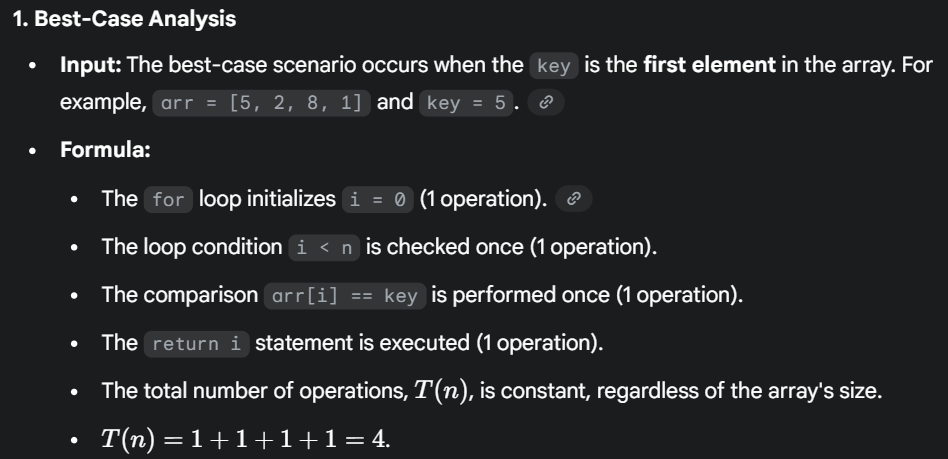 1. Best-Case Analysis
• Input: The best-case scenario occurs when the key is the first element in the array. For
example, arr = [5, 2, 8, 1] and key = 5.
• Formula:
• The for loop initializes i = 0 (1 operation).
• The loop condition i < n is checked once (1 operation).
• The comparison arr[i] == key is performed once (1 operation).
• The return i statement is executed (1 operation).
• The total number of operations, T(n), is constant, regardless of the array's size.
• T(n) = 1 + 1 + 1 + 1 = 4.